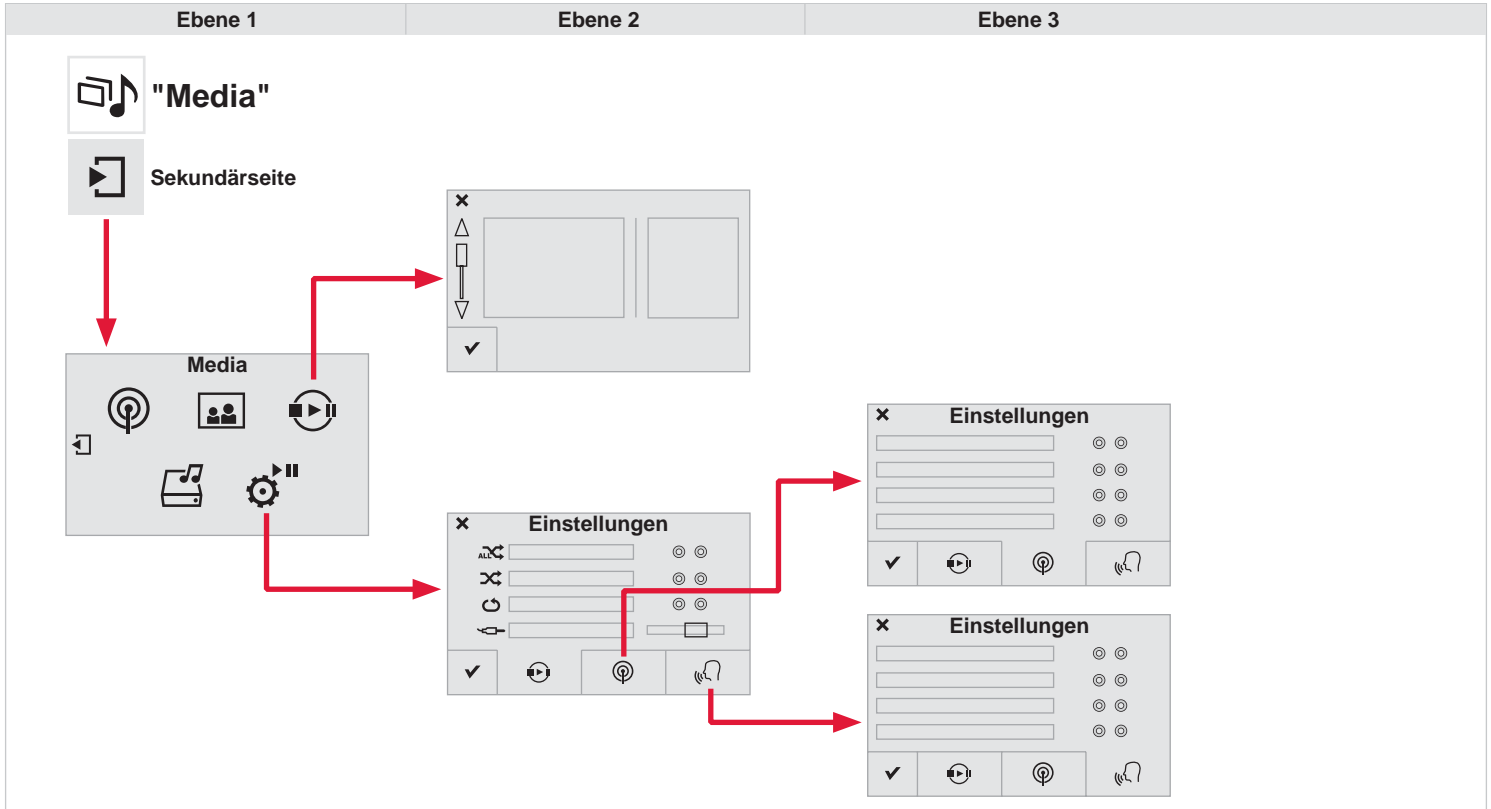 Ebene 1 Ebene 2 Ebene 3
"Media"
Sekundärseite
Media
Einstellungen
ALL
Einstellungen
Einstellungen